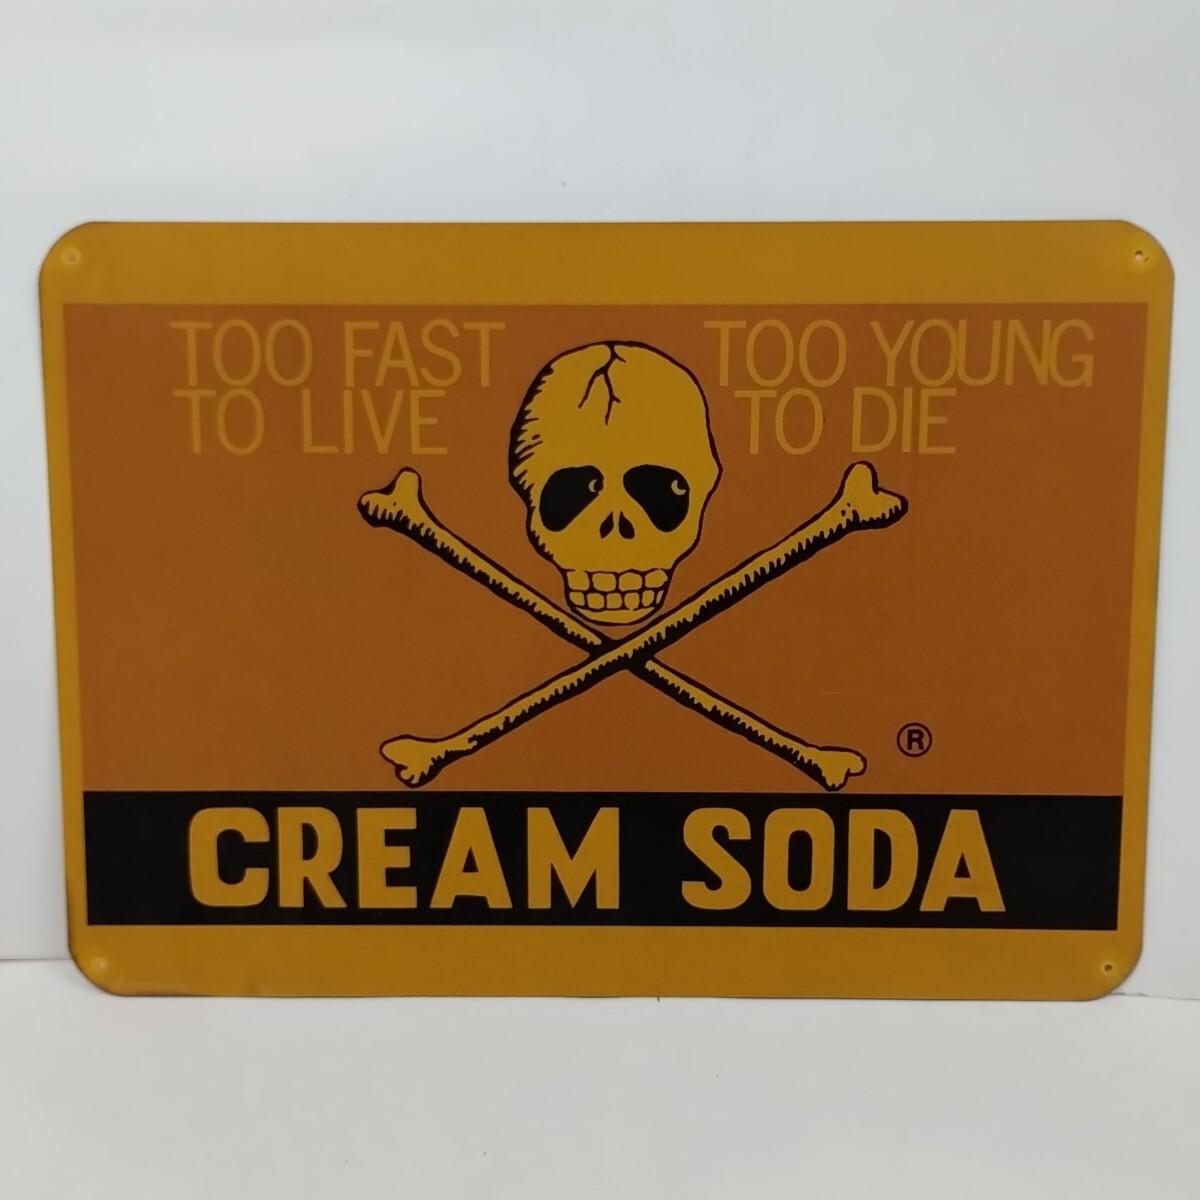 TOO FAST
TO LIVE
TOO YOUNG
TO DIE
®
CREAM SODA